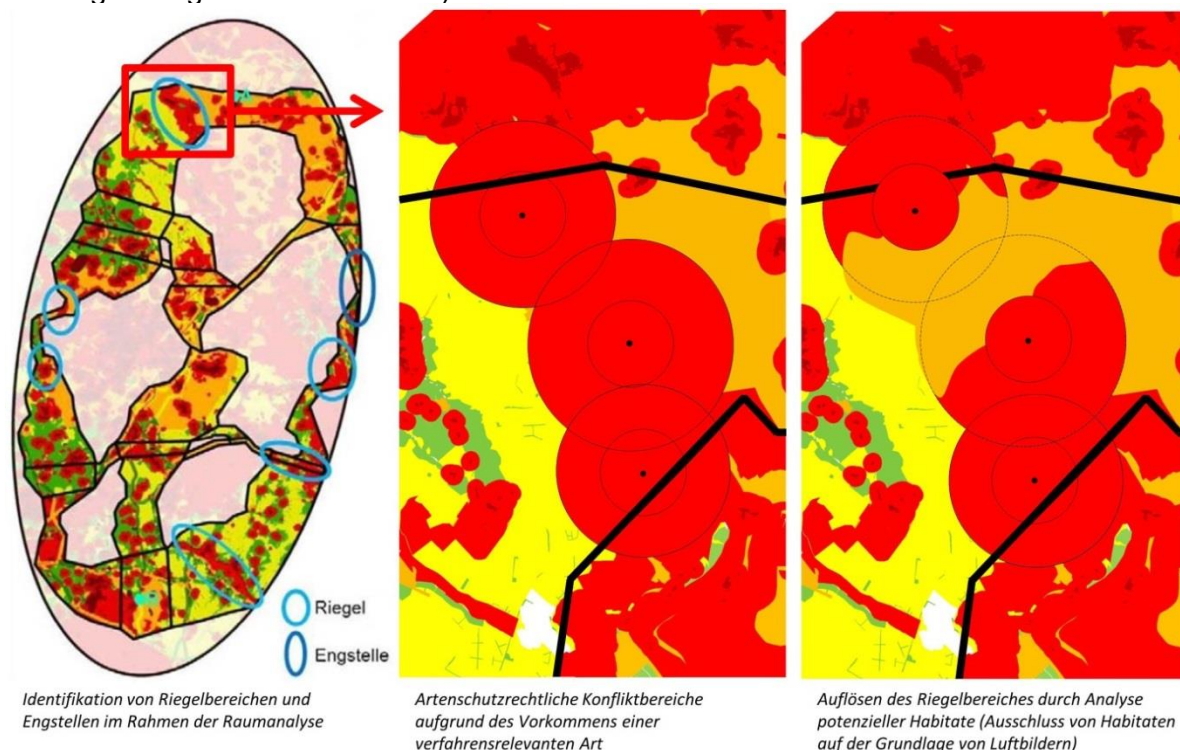 Riegel
Engstelle
Identifikation von Riegelbereichen und
Engstellen im Rahmen der Raumanalyse
Artenschutzrechtliche Konfliktbereiche
aufgrund des Vorkommens einer
verfahrensrelevanten Art
Auflösen des Riegelbereiches durch Analyse
potenzieller Habitate (Ausschluss von Habitaten
auf der Grundlage von Luftbildern)